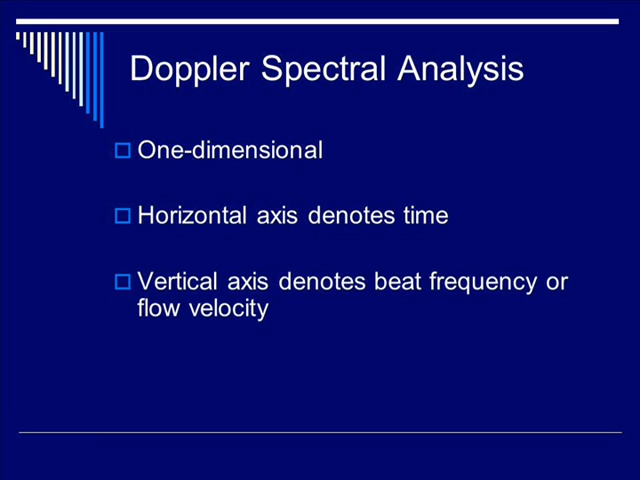 Doppler Spectral Analysis
One-dimensional
Horizontal axis denotes time
Vertical axis denotes beat frequency or
flow velocity